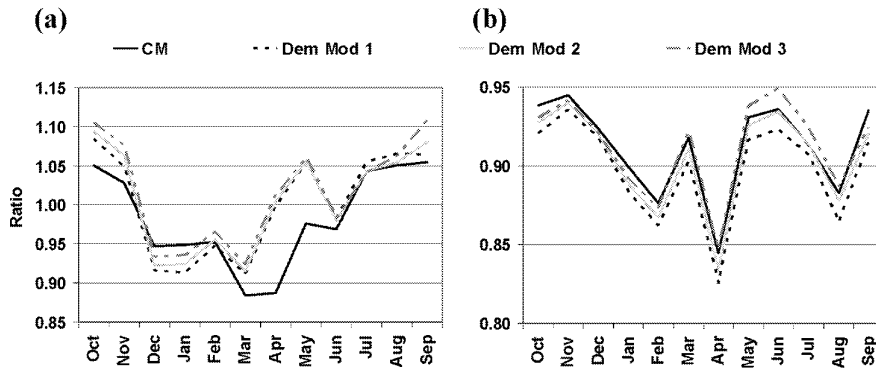 (a) (b)
CM Dem Mod 1 Dem Mod 2 Dem Mod 3
Ratio
1.15
1.10
1.05
1.00
0.95
0.90
0.85
Oct Nov Dec Jan Feb Mar Apr May Jun Jul Aug Sep
0.95
0.90
0.85
0.80
Oct Nov Dec Jan Feb Mar Apr May Jun Jul Aug Sep